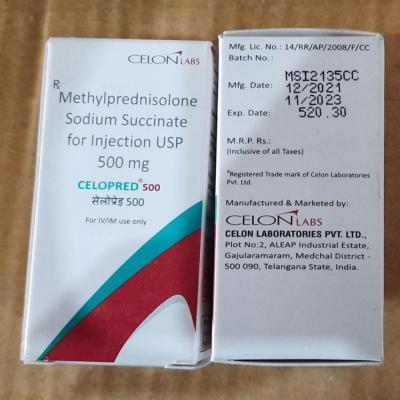 CELON LABS
Rx
Methylprednisolone
Sodium Succinate
for Injection USP
500 mg
CELOPRED® 500
सेलोप्रेड 500
For IV/IM use only
Mfg. Lic. No.: 14/RR/AP/2008/F/CC
Batch No.:
MSI2135CC
Mfg. Date: 12/2021
11/2023
Exp. Date: 520.30
M.R.P. Rs.:
(Inclusive of all Taxes)
*Registered Trade mark of Celon Laboratories
Pvt. Ltd.
Manufactured & Marketed by:
CELON LABS
CELON LABORATORIES PVT. LTD.,
Plot No:2, ALEAP Industrial Estate,
Gajularamaram, Medchal District -
500 090, Telangana State, India.